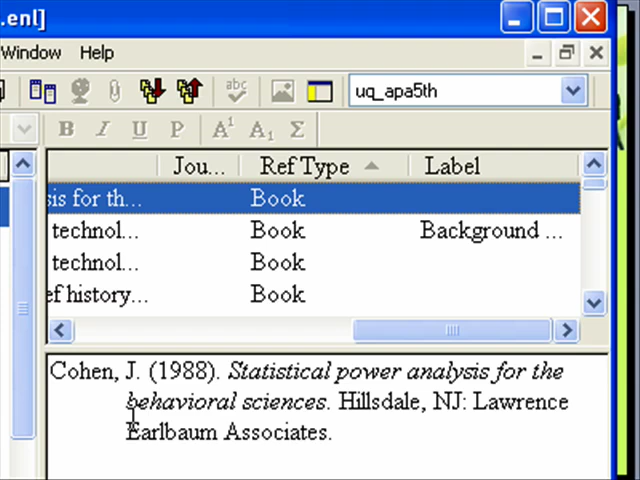 .enl]
Window Help
abc uq_apa5th
B I U P A1 A1 Σ
Jou... Ref Type Label
sis for th... Book
technol... Book Background ...
technol... Book
ef history... Book
Cohen, J. (1988). Statistical power analysis for the
behavioral sciences. Hillsdale, NJ: Lawrence
Earlbaum Associates.